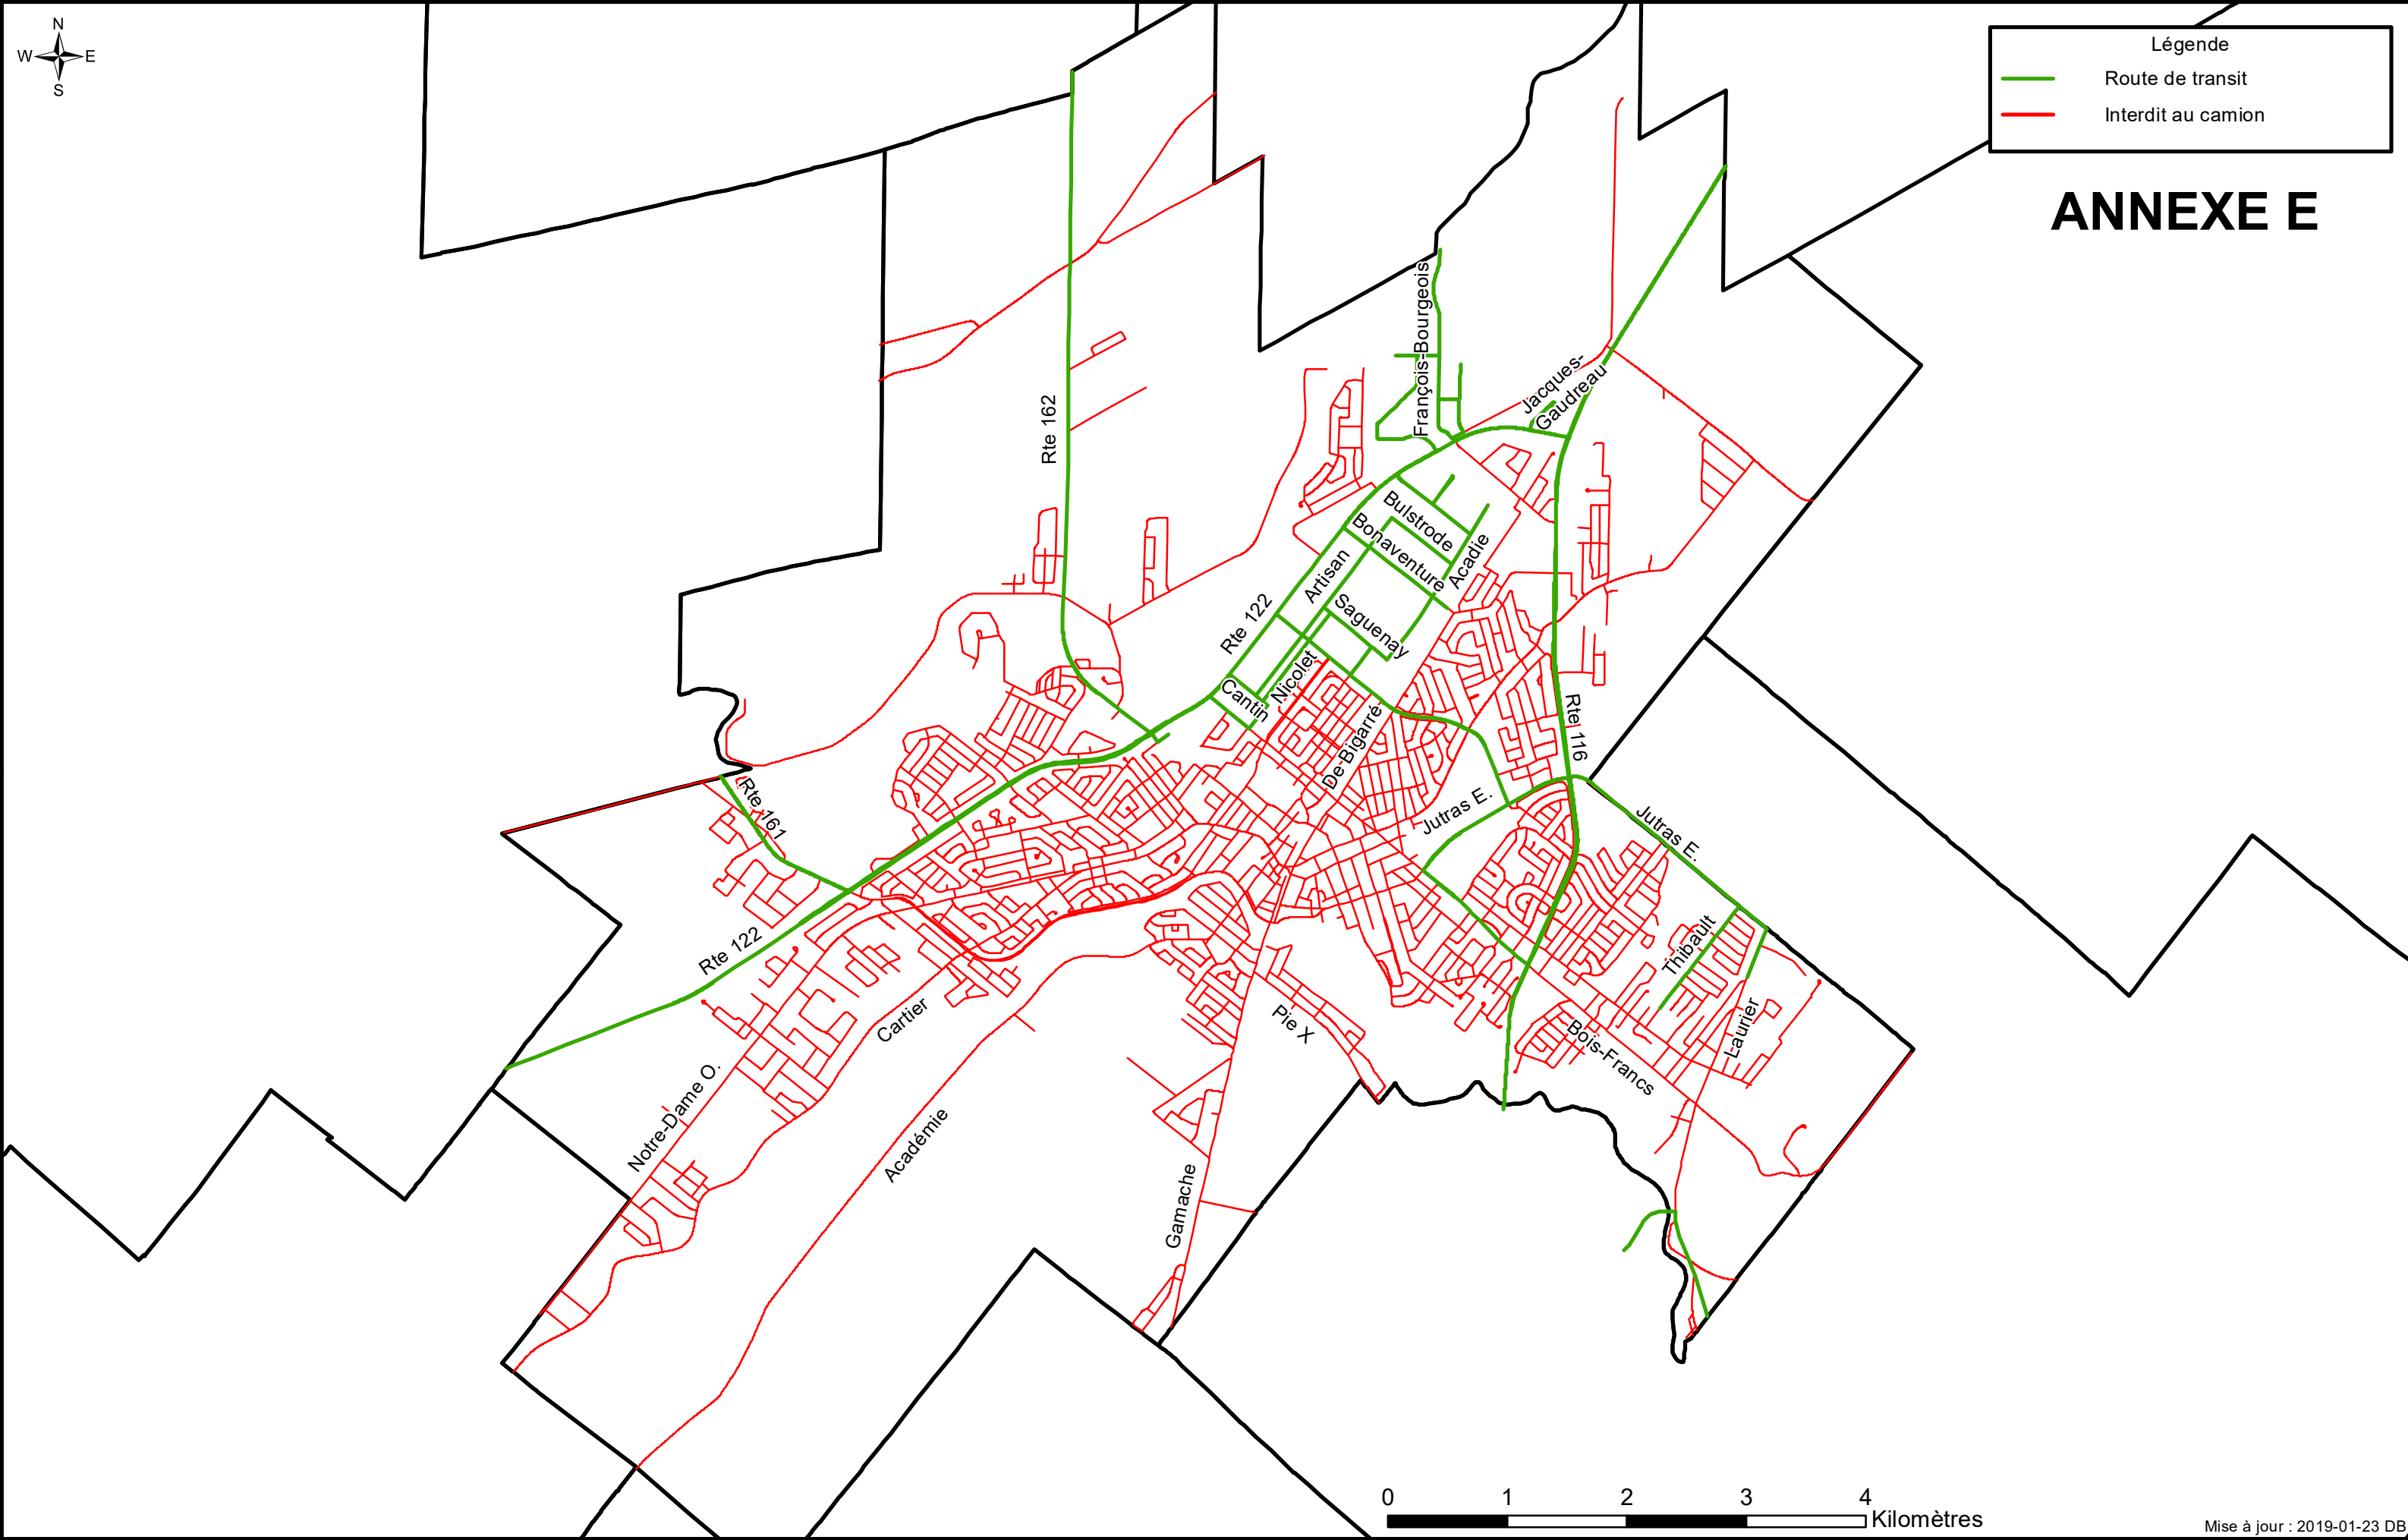 N
W E
S
Légende
Route de transit
Interdit au camion
ANNEXE E
François-Bourgeois
Jacques-
Gaudreau
Rte 162
Bulstrode
Bonaventure
Acadie
Artisan
Saguenay
Rte 122
Nicolet
Cantin
De Bigarré
Rte 116
Rte 161
Jutras E.
Jutras E.
Thibault
Rte 122
Cartier
Pie X
Laurier
Bois-Francs
Notre-Dame O.
Académie
Gamache
0 1 2 3 4
Kilomètres
Mise à jour : 2019-01-23 DB